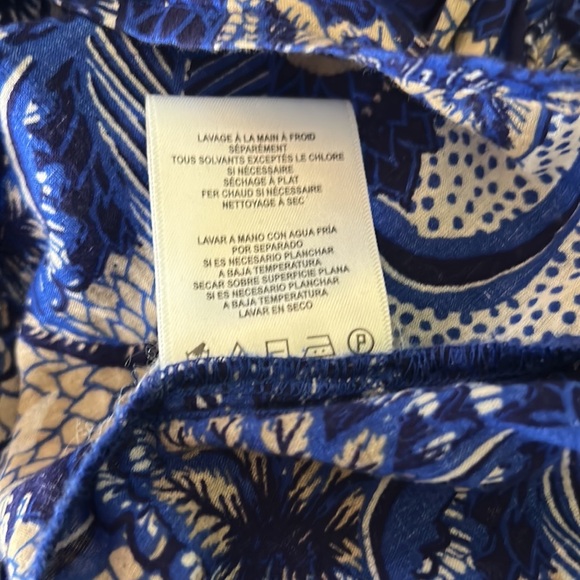 LAVAGE À LA MAIN À FROID
SÉPARÉMENT
TOUS SOLVANTS EXCEPTÉS LE CHLORE
SI NÉCESSAIRE
SÉCHAGE À PLAT
FER CHAUD SI NÉCESSAIRE
NETTOYAGE À SEC
LAVAR A MANO CON AGUA FRÍA
POR SEPARADO
SI ES NECESARIO PLANCHAR
A BAJA TEMPERATURA
SECAR SOBRE SUPERFICIE PLANA
SI ES NECESARIO PLANCHAR
A BAJA TEMPERATURA
LAVAR EN SECO
P